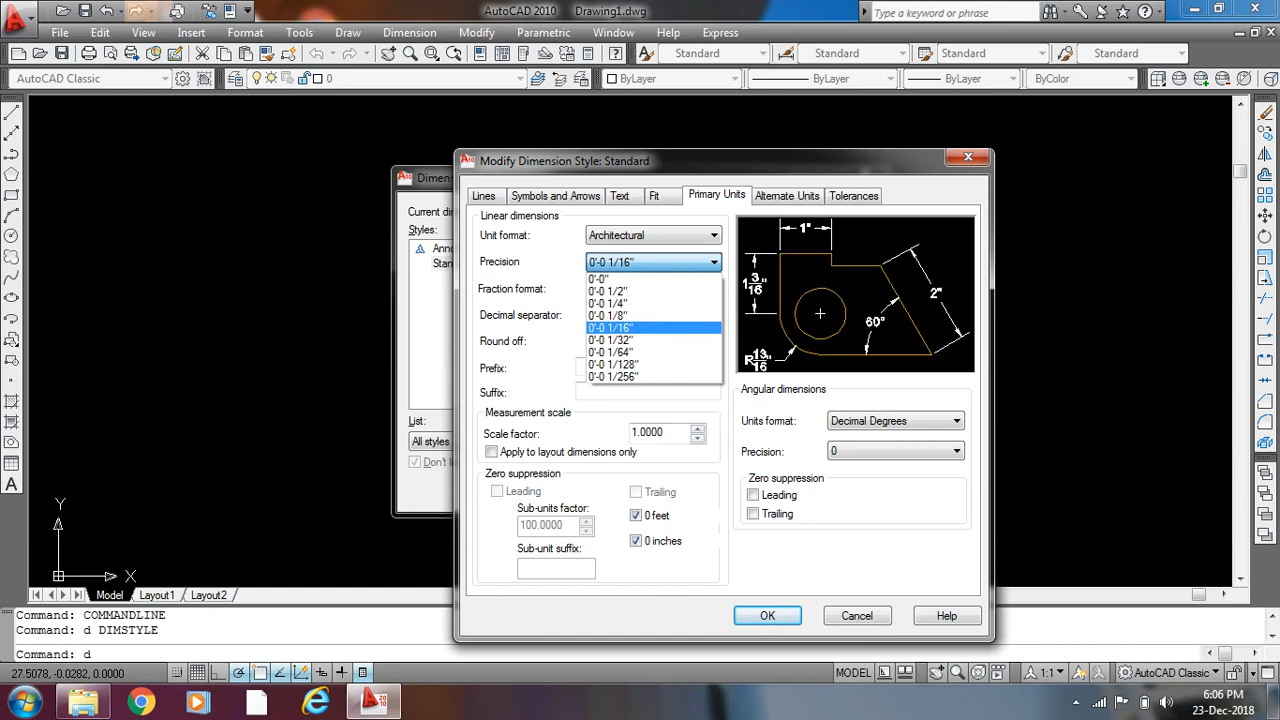 AutoCAD 2010 Drawing1.dwg
Type a keyword or phrase
File Edit View Insert Format Tools Draw Dimension Modify Parametric Window Help Express
Standard Standard Standard Standard
AutoCAD Classic 0 ByLayer ByLayer ByLayer ByColor
Modify Dimension Style: Standard
Lines Symbols and Arrows Text Fit Primary Units Alternate Units Tolerances
Current di
Styles:
Anno
Stan
List:
All styles
Linear dimensions
Unit format: Architectural
Precision 0'-0 1/16"
0'-0"
0'-0 1/2"
0'-0 1/4"
0'-0 1/8"
0'-0 1/16"
0'-0 1/32"
0'-0 1/64"
0'-0 1/128"
0'-0 1/256"
Fraction format:
Decimal separator:
Round off:
Prefix:
Suffix:
Measurement scale
Scale factor: 1.0000
Apply to layout dimensions only
Zero suppression
Leading Trailing
Sub-units factor: 0 feet
100.0000
0 inches
Sub-unit suffix:
1"
1 3/16"
2"
60°
R13/16"
Angular dimensions
Units format: Decimal Degrees
Precision: 0
Zero suppression
Leading
Trailing
OK Cancel Help
Y
X
Model Layout1 Layout2
Command: COMMANDLINE
Command: d DIMSTYLE
Command: d
27.5078, -0.0282, 0.0000 MODEL 1:1 AutoCAD Classic
6:06 PM
23-Dec-2018